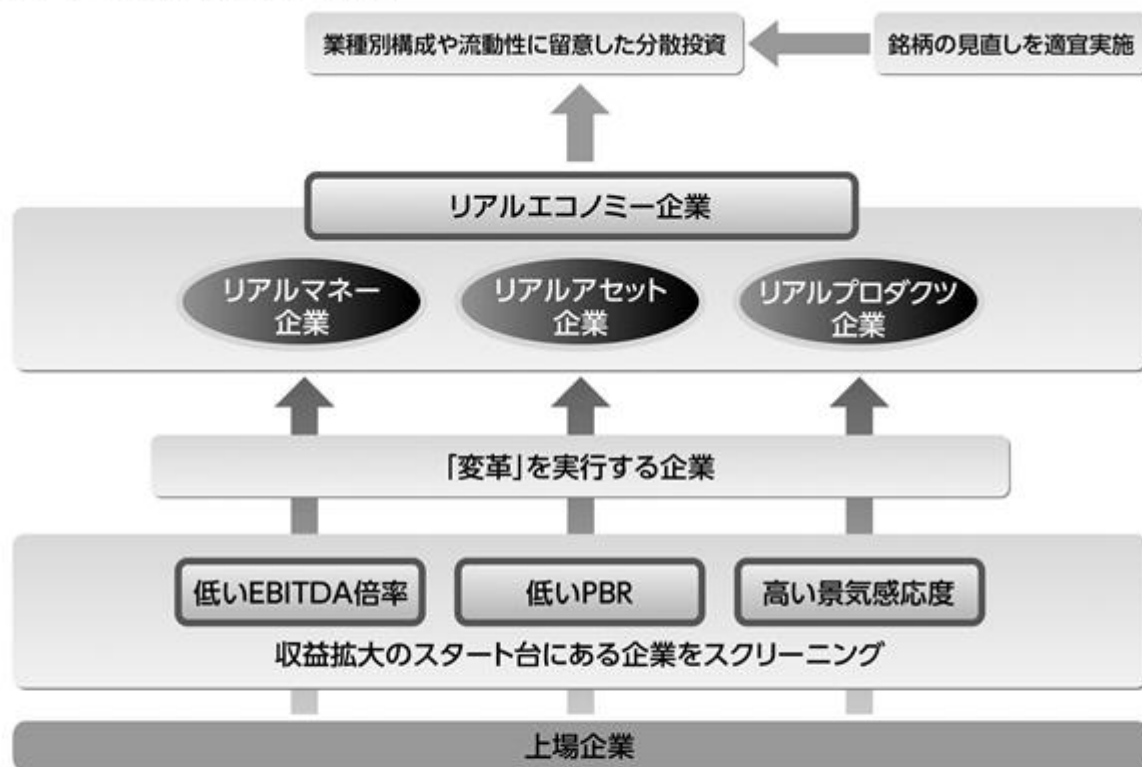 業種別構成や流動性に留意した分散投資
銘柄の見直しを適宜実施
リアルエコノミー企業
リアルマネー
企業
リアルアセット
企業
リアルプロダクツ
企業
「変革」を実行する企業
低いEBITDA倍率
低いPBR
高い景気感応度
収益拡大のスタート台にある企業をスクリーニング
上場企業